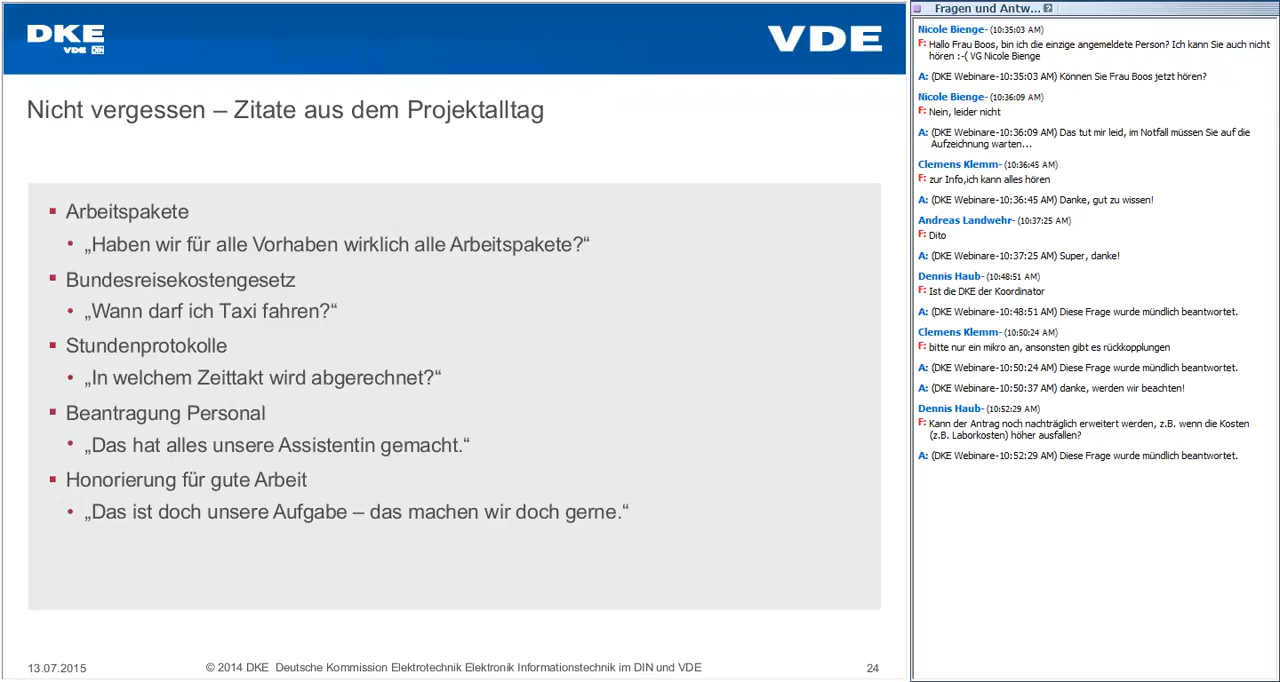 DKE
VDE DIN
VDE
Nicht vergessen – Zitate aus dem Projektalltag
Arbeitspakete
„Haben wir für alle Vorhaben wirklich alle Arbeitspakete?“
Bundesreisekostengesetz
„Wann darf ich Taxi fahren?“
Stundenprotokolle
„In welchem Zeittakt wird abgerechnet?“
Beantragung Personal
„Das hat alles unsere Assistentin gemacht.“
Honorierung für gute Arbeit
„Das ist doch unsere Aufgabe – das machen wir doch gerne.“
13.07.2015
© 2014 DKE Deutsche Kommission Elektrotechnik Elektronik Informationstechnik im DIN und VDE
24
Fragen und Antw... ?
Nicole Bienge- (10:35:03 AM)
F: Hallo Frau Boos, bin ich die einzige angemeldete Person? Ich kann Sie auch nicht
hören :-( VG Nicole Bienge
A: (DKE Webinare-10:35:03 AM) Können Sie Frau Boos jetzt hören?
Nicole Bienge- (10:36:09 AM)
F: Nein, leider nicht
A: (DKE Webinare-10:36:09 AM) Das tut mir leid, im Notfall müssen Sie auf die
Aufzeichnung warten...
Clemens Klemm- (10:36:45 AM)
F: zur Info,ich kann alles hören
A: (DKE Webinare-10:36:45 AM) Danke, gut zu wissen!
Andreas Landwehr- (10:37:25 AM)
F: Dito
A: (DKE Webinare-10:37:25 AM) Super, danke!
Dennis Haub- (10:48:51 AM)
F: Ist die DKE der Koordinator
A: (DKE Webinare-10:48:51 AM) Diese Frage wurde mündlich beantwortet.
Clemens Klemm- (10:50:24 AM)
F: bitte nur ein mikro an, ansonsten gibt es rückkopplungen
A: (DKE Webinare-10:50:24 AM) Diese Frage wurde mündlich beantwortet.
A: (DKE Webinare-10:50:37 AM) danke, werden wir beachten!
Dennis Haub- (10:52:29 AM)
F: Kann der Antrag noch nachträglich erweitert werden, z.B. wenn die Kosten
(z.B. Laborkosten) höher ausfallen?
A: (DKE Webinare-10:52:29 AM) Diese Frage wurde mündlich beantwortet.